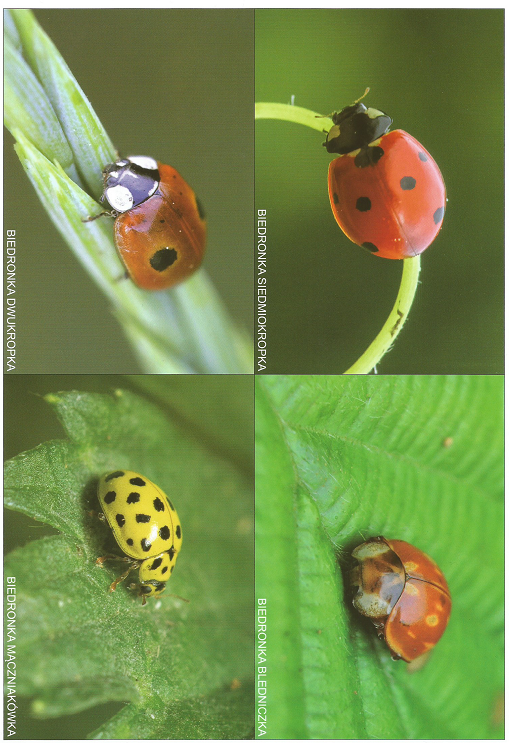 BIEDRONKA DWUKROPKA
BIEDRONKA SIEDMIOKROPKA
BIEDRONKA MĄCZNIAKÓWKA
BIEDRONKA BLEDNICZKA